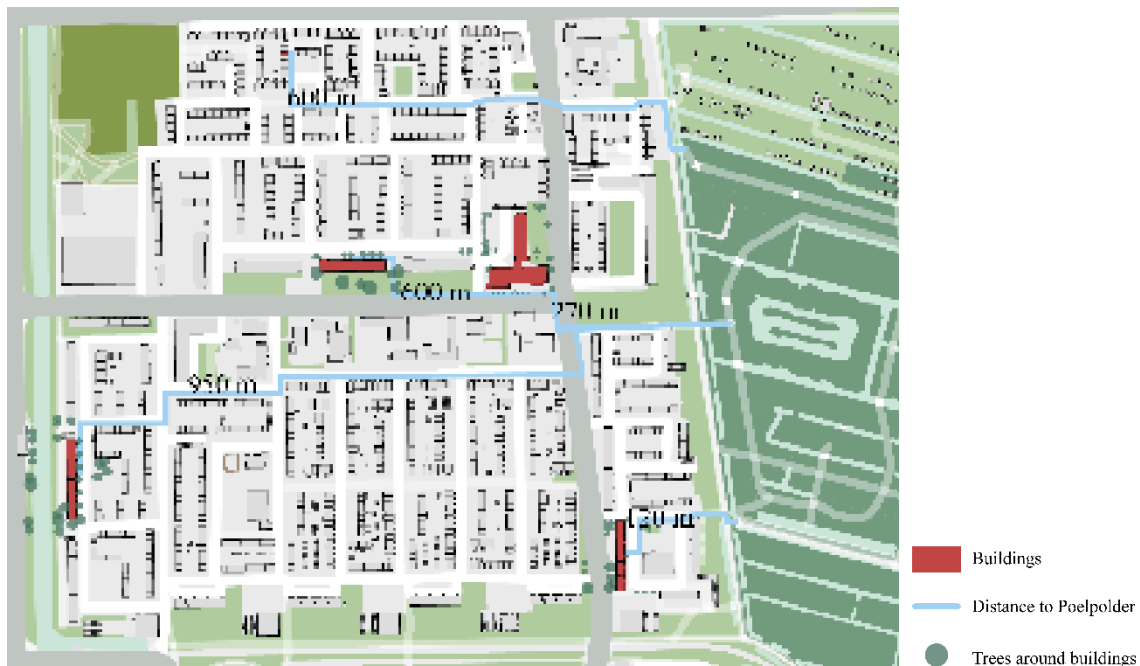 600 m
600 m
270 m
950 m
120 m
Buildings
Distance to Poelpolder
Trees around buildings